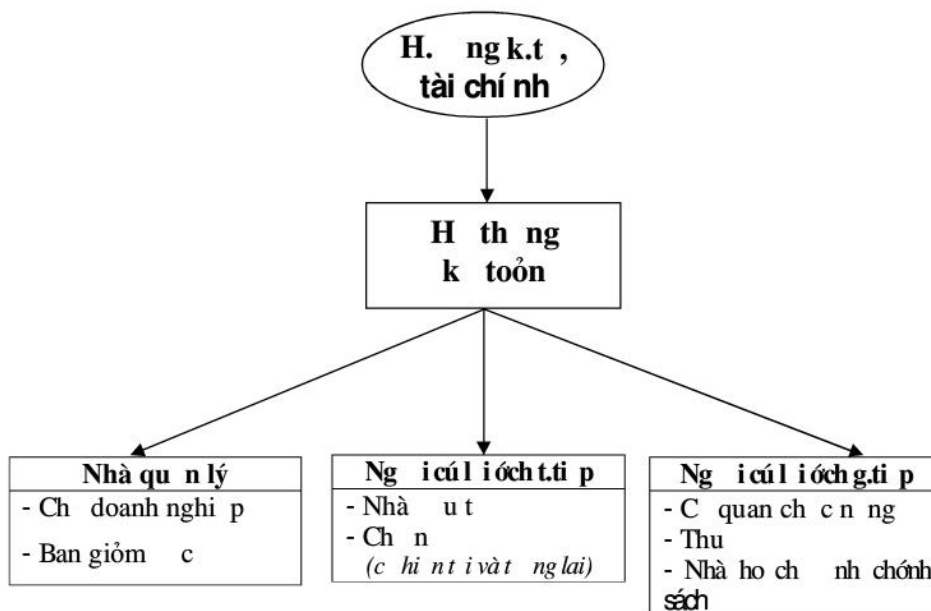 H. ng k.t ,
tài chí nh
H th ng
k toỏn
Nhà qu n lý
- Ch doanh nghi p
- Ban giỏm c
Ng i cú l i ớch t.ti p
- Nhà u t
- Ch n
(c hi n t i và t ng lai)
Ng i cú l i ớch g.ti p
- C quan ch c n ng
- Thu
- Nhà ho ch nh chớnh
sách